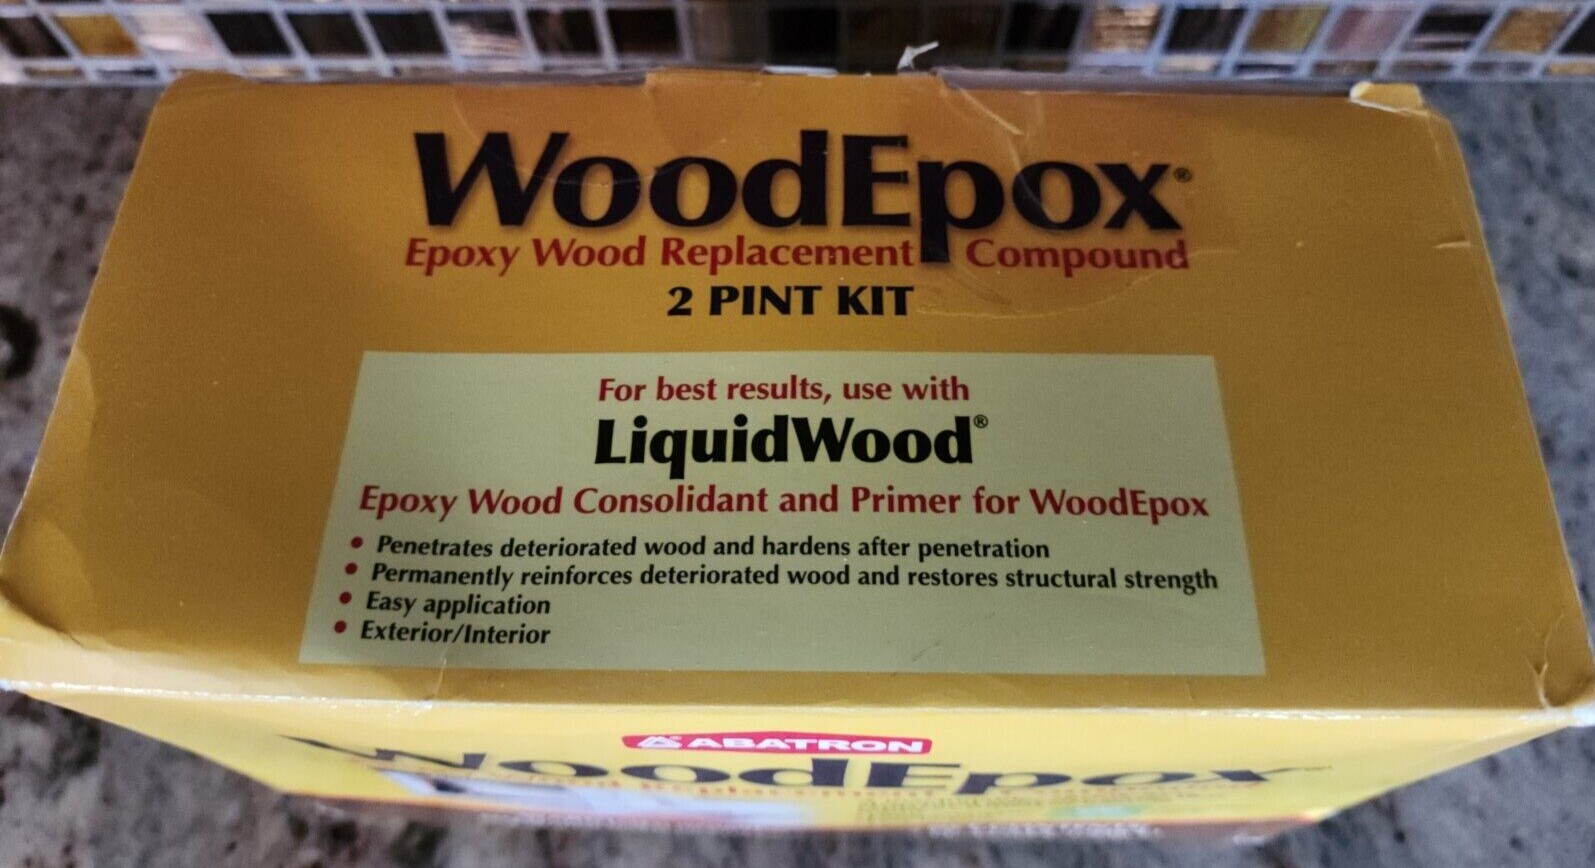 WoodEpox®
Epoxy Wood Replacement Compound
2 PINT KIT
For best results, use with
LiquidWood®
Epoxy Wood Consolidant and Primer for WoodEpox
• Penetrates deteriorated wood and hardens after penetration
• Permanently reinforces deteriorated wood and restores structural strength
• Easy application
• Exterior/Interior
ABATRON
WoodEpox